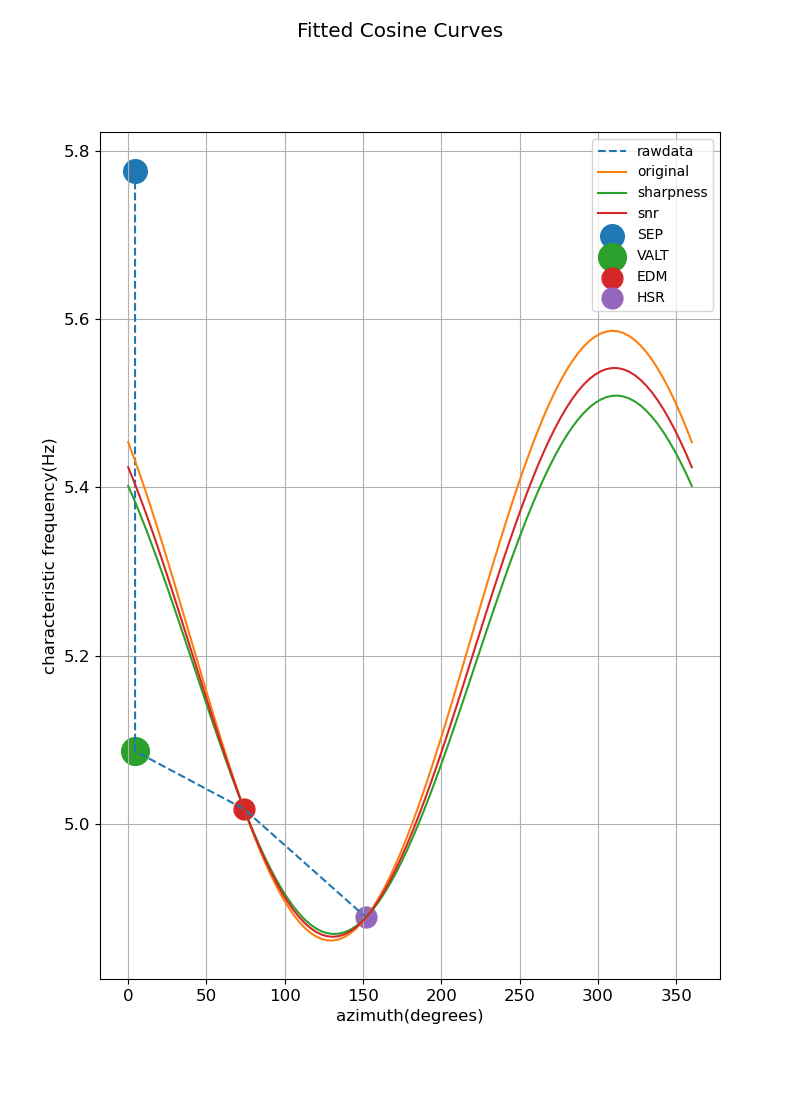 Fitted Cosine Curves
5.8
5.6
5.4
5.2
5.0
characteristic frequency(Hz)
rawdata
original
sharpness
snr
SEP
VALT
EDM
HSR
0 50 100 150 200 250 300 350
azimuth(degrees)